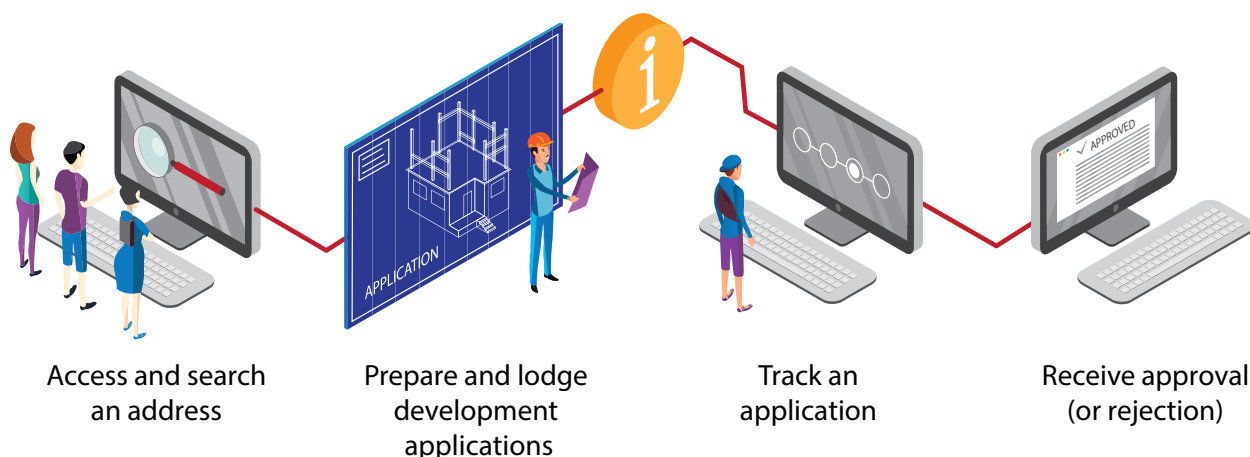 i
APPLICATION
APPROVED
Access and search
an address
Prepare and lodge
development
applications
Track an
application
Receive approval
(or rejection)